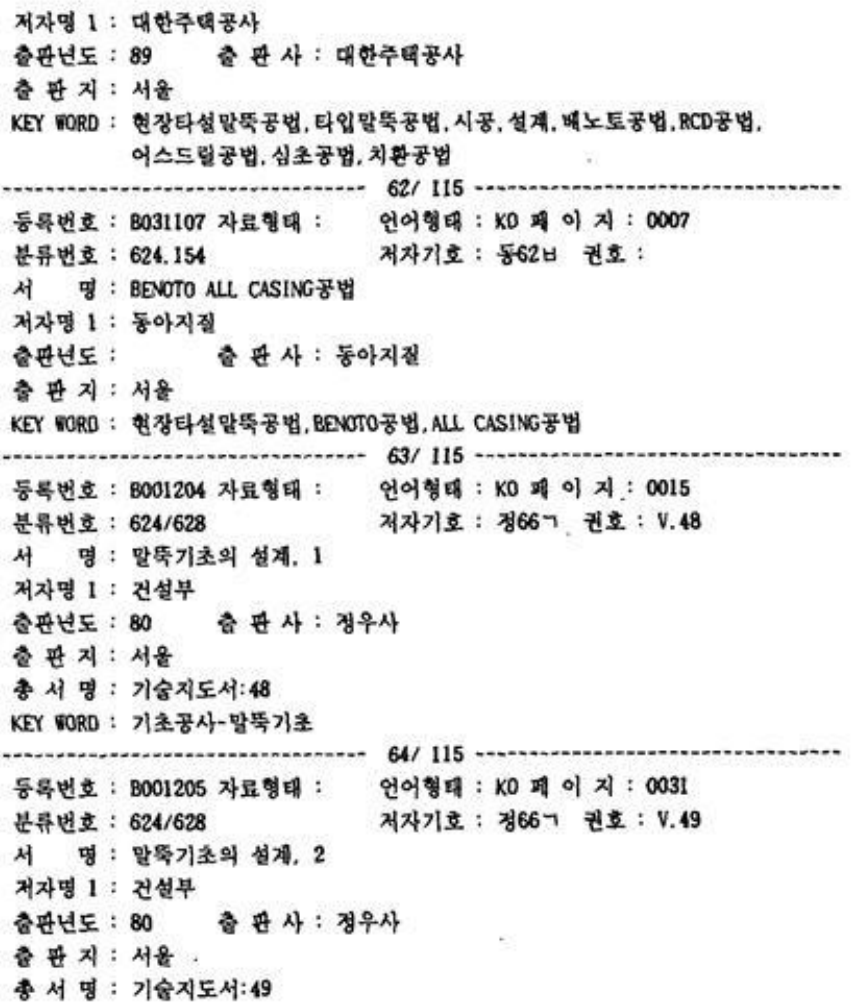 저자명 1 : 대한주택공사
출판년도 : 89 출 판 사 : 대한주택공사
출 판 지 : 서울
KEY WORD : 현장타설말뚝공법,타입말뚝공법,시공,설계,베노토공법,RCD공법,
어스드릴공법,심초공법,치환공법
-------------------------------- 62/ 115 --------------------------------
등록번호 : B031107 자료형태 : 언어형태 : KO 페 이 지 : 0007
분류번호 : 624.154 저자기호 : 동62ㅂ 권호 :
서 명 : BENOTO ALL CASING공법
저자명 1 : 동아지질
출판년도 : 출 판 사 : 동아지질
출 판 지 : 서울
KEY WORD : 현장타설말뚝공법,BENOTO공법,ALL CASING공법
-------------------------------- 63/ 115 --------------------------------
등록번호 : B001204 자료형태 : 언어형태 : KO 페 이 지 : 0015
분류번호 : 624/628 저자기호 : 정66ㄱ 권호 : V.48
서 명 : 말뚝기초의 설계, 1
저자명 1 : 건설부
출판년도 : 80 출 판 사 : 정우사
출 판 지 : 서울
총 서 명 : 기술지도서:48
KEY WORD : 기초공사-말뚝기초
-------------------------------- 64/ 115 --------------------------------
등록번호 : B001205 자료형태 : 언어형태 : KO 페 이 지 : 0031
분류번호 : 624/628 저자기호 : 정66ㄱ 권호 : V.49
서 명 : 말뚝기초의 설계, 2
저자명 1 : 건설부
출판년도 : 80 출 판 사 : 정우사
출 판 지 : 서울
총 서 명 : 기술지도서:49